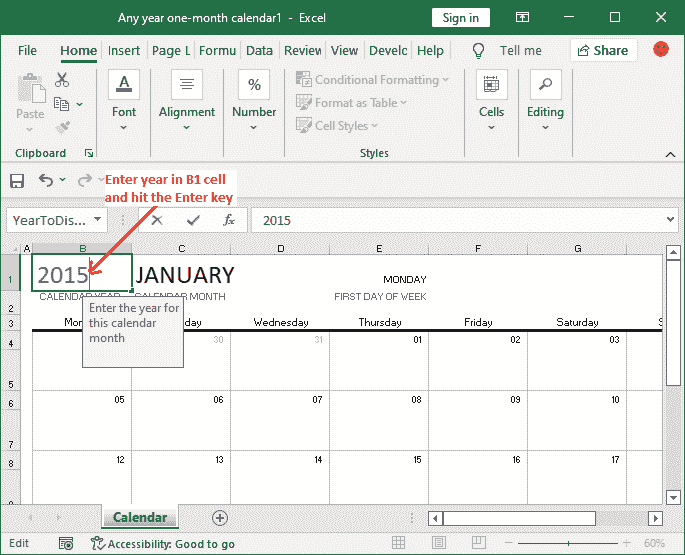 Any year one-month calendar1 - Excel
Sign in
File Home Insert Page L Formu Data Review View Develc Help Tell me Share
Paste
Font
Alignment
%
Number
Conditional Formatting
Format as Table
Cell Styles
Cells
Editing
Clipboard
Styles
Enter year in B1 cell
and hit the Enter key
YearToDis... fx 2015
A B C D E F G
1 2015 JANUARY MONDAY
2 CALENDAR YEAR CALENDAR MONTH FIRST DAY OF WEEK
3 Mon day Wednesday Thursday Friday Saturday S
Enter the year for
this calendar
month
4 30 31 01 02 03
5
6 05 06 07 08 09 10
7
8 12 13 14 15 16 17
9
Calendar
Edit Accessibility: Good to go 60%